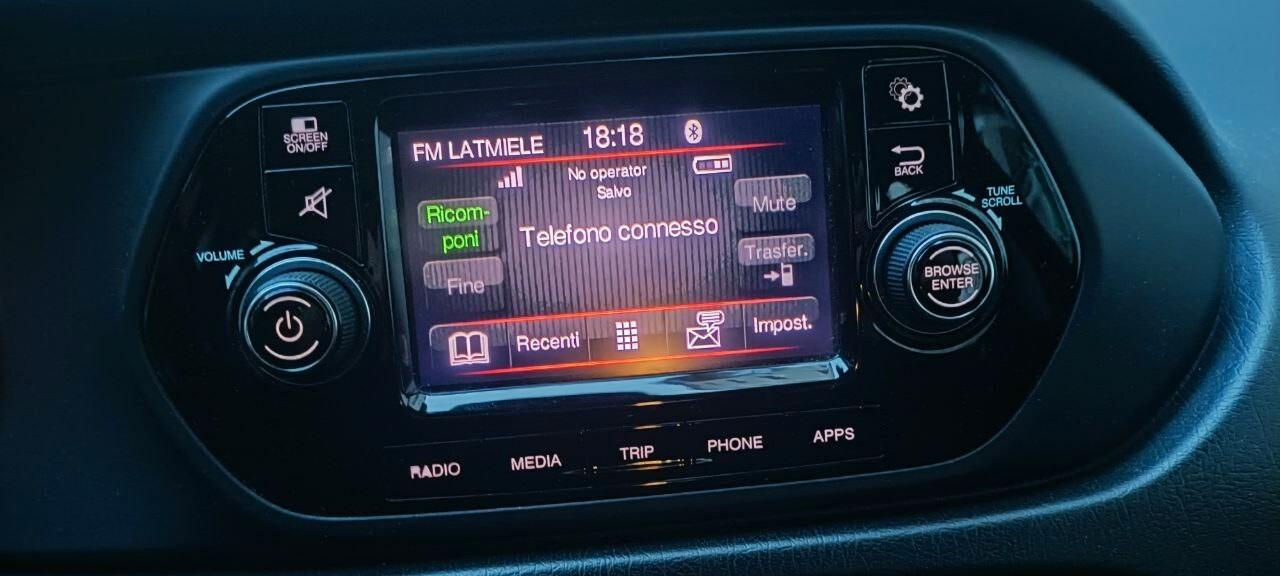 SCREEN
ON/OFF
VOLUME
FM LATMIELE 18:18
No operator
Salvo
Ricom-
poni
Telefono connesso
Mute
Fine
Trasfer.
Recenti
Impost.
BACK
TUNE
SCROLL
BROWSE
ENTER
RADIO MEDIA TRIP PHONE APPS